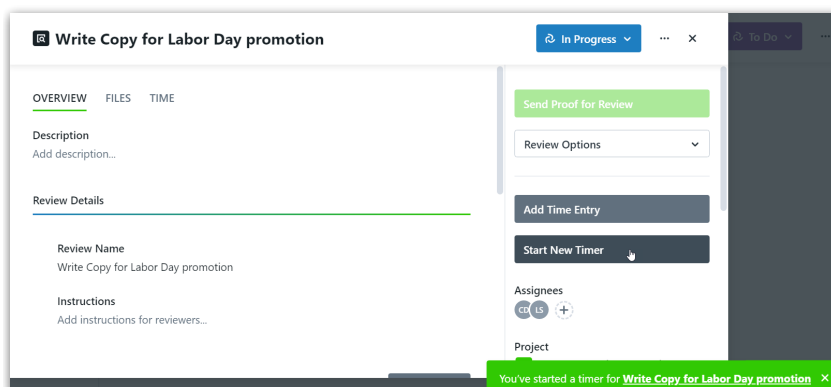 Write Copy for Labor Day promotion
In Progress
To Do
OVERVIEW FILES TIME
Description
Add description...
Review Details
Review Name
Write Copy for Labor Day promotion
Instructions
Add instructions for reviewers...
Send Proof for Review
Review Options
Add Time Entry
Start New Timer
Assignees
CD LS
Project
You've started a timer for Write Copy for Labor Day promotion